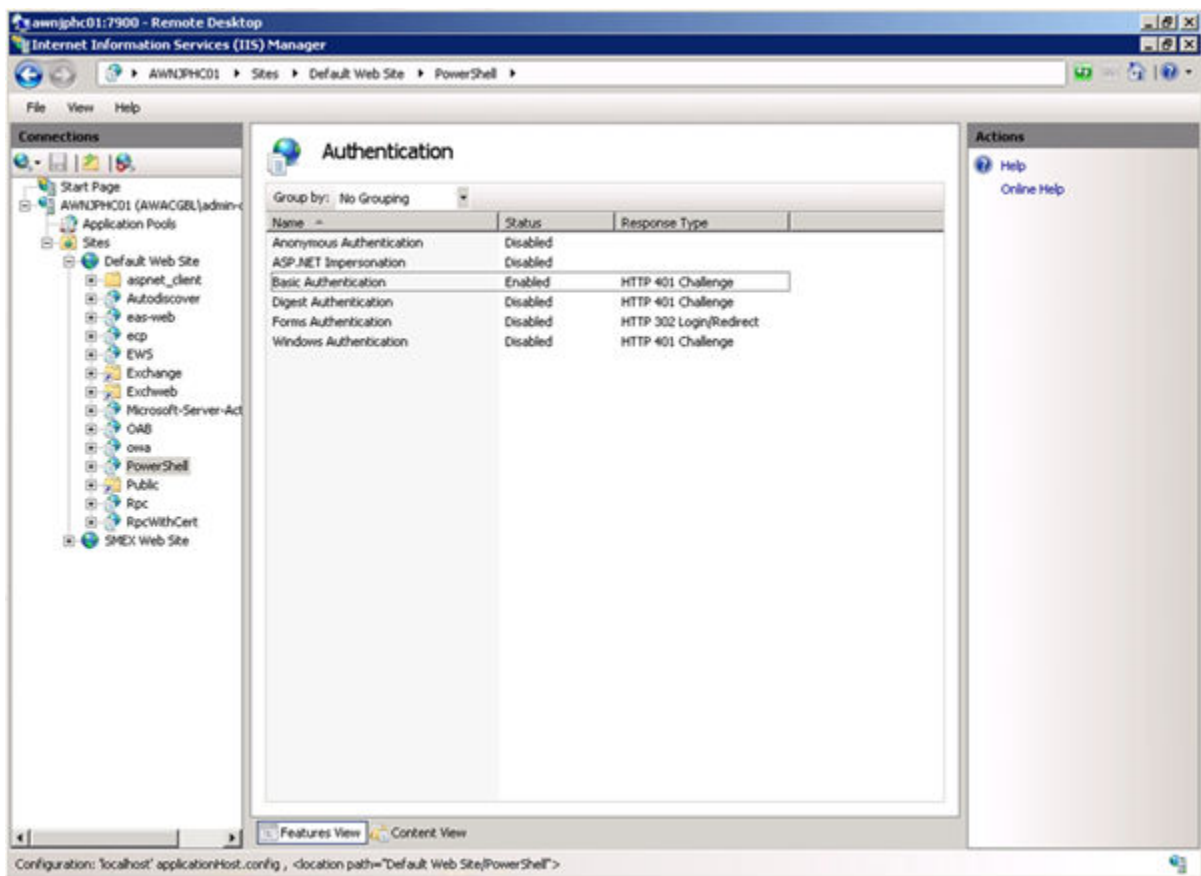 awnjphc01:7900 - Remote Desktop
Internet Information Services (IIS) Manager
AWNJPHC01 Sites Default Web Site PowerShell
File View Help
Connections
Start Page
AWNJPHC01 (AWACGBL\admin-c
Application Pools
Sites
Default Web Site
aspnet_client
Autodiscover
eas-web
ecp
EWS
Exchange
Exchweb
Microsoft-Server-Act
OAB
owa
PowerShell
Public
Rpc
RpcWithCert
SMEX Web Site
Authentication
Group by: No Grouping
Name Status Response Type
Anonymous Authentication Disabled
ASP.NET Impersonation Disabled
Basic Authentication Enabled HTTP 401 Challenge
Digest Authentication Disabled HTTP 401 Challenge
Forms Authentication Disabled HTTP 302 Login/Redirect
Windows Authentication Disabled HTTP 401 Challenge
Features View Content View
Actions
Help
Online Help
Configuration: 'localhost' applicationHost.config , <location path="Default Web Site/PowerShell">